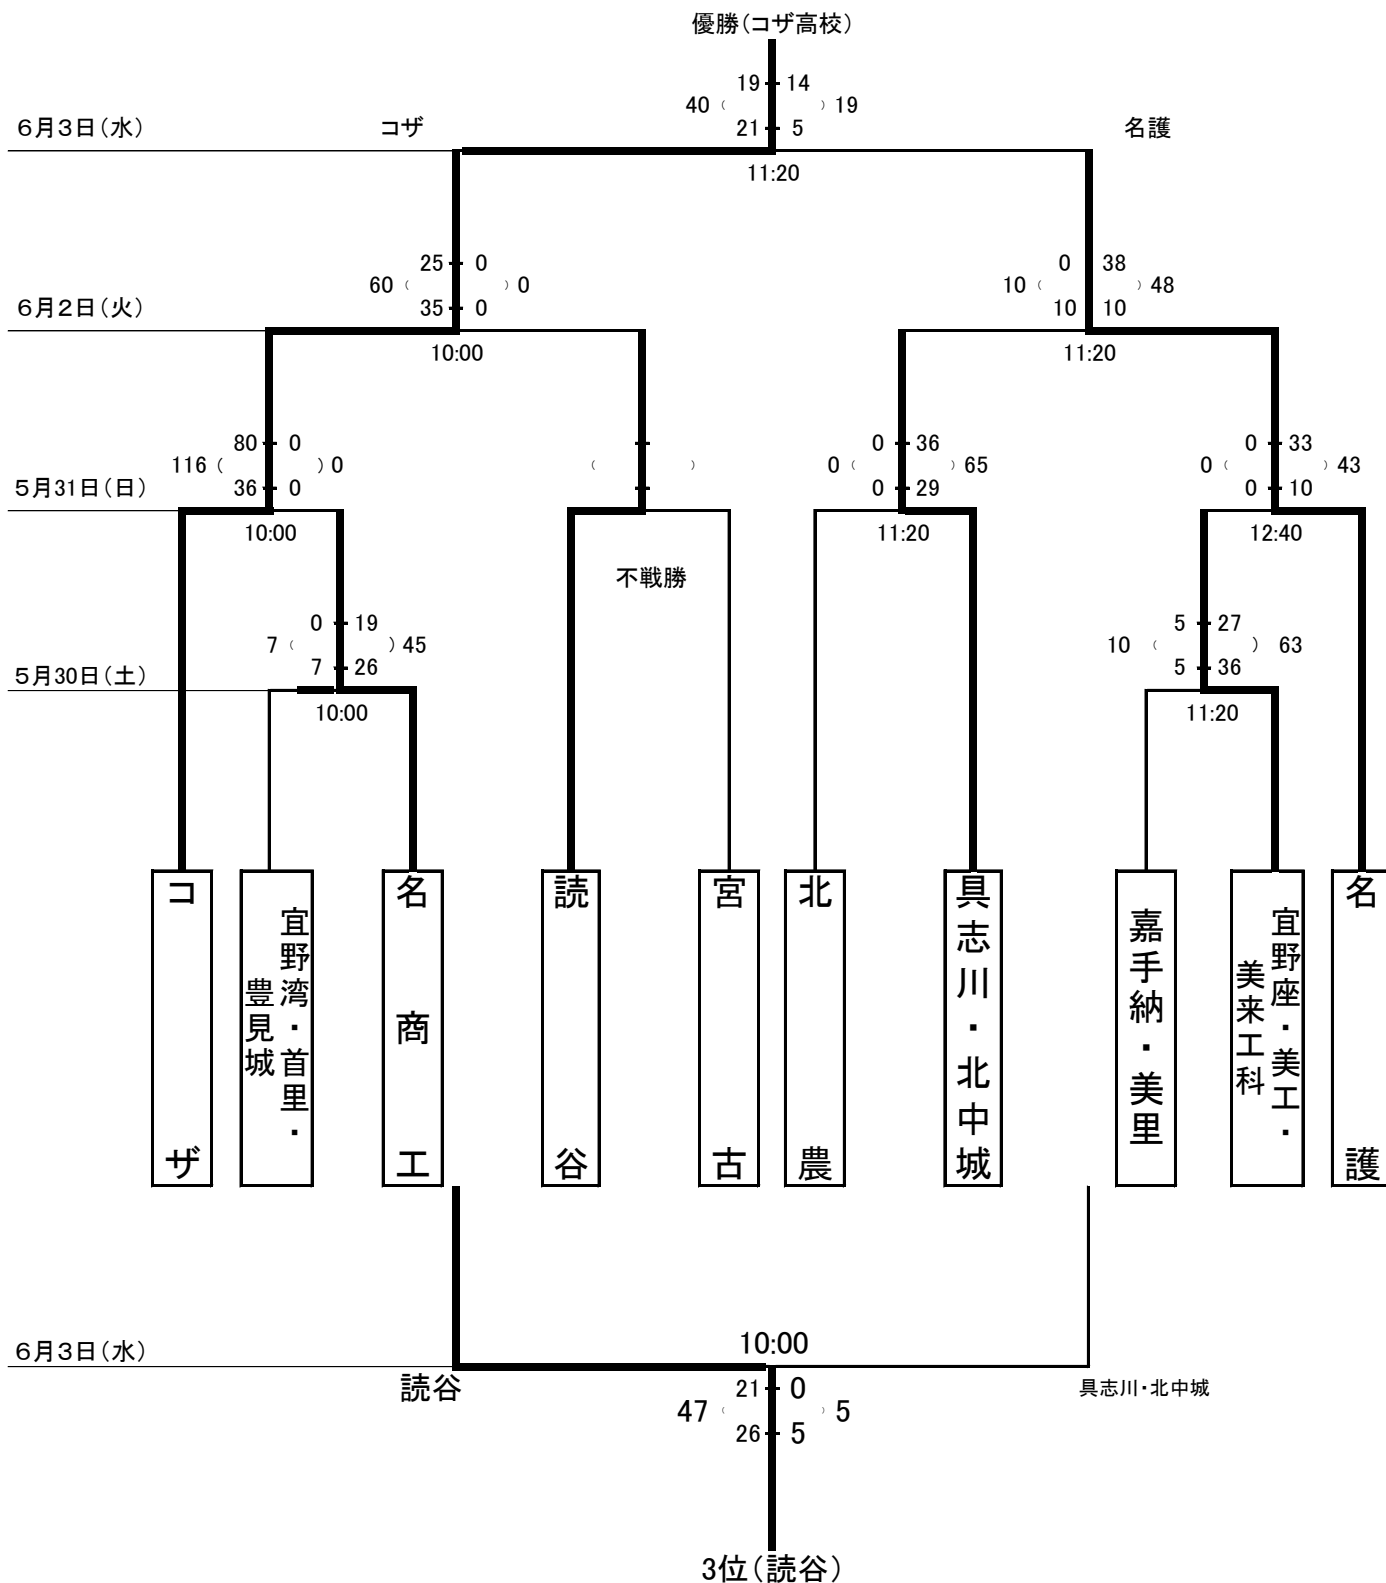 優勝(コザ高校)
19 14
40 ( ) 19
21 5
6月3日(水) コザ 名護
11:20
25 0 0 38
60 ( ) 0 10 ( ) 48
35 0 10 10
6月2日(火)
10:00 11:20
80 0 0 36 0 33
116 ( ) 0 ( ) 0 ( ) 65 0 ( ) 43
36 0 0 29 0 10
5月31日(日)
10:00 11:20 12:40
不戦勝
0 19 5 27
7 ( ) 45 10 ( ) 63
7 26 5 36
5月30日(土)
10:00 11:20
コザ
宜野湾・首里・
豊見城
名商工
読谷
宮古
北農
具志川・北中城
嘉手納・美里
宜野座・美工・
美来工科
名護
6月3日(水) 10:00
読谷 具志川・北中城
21 0
47 ( ) 5
26 5
3位(読谷)